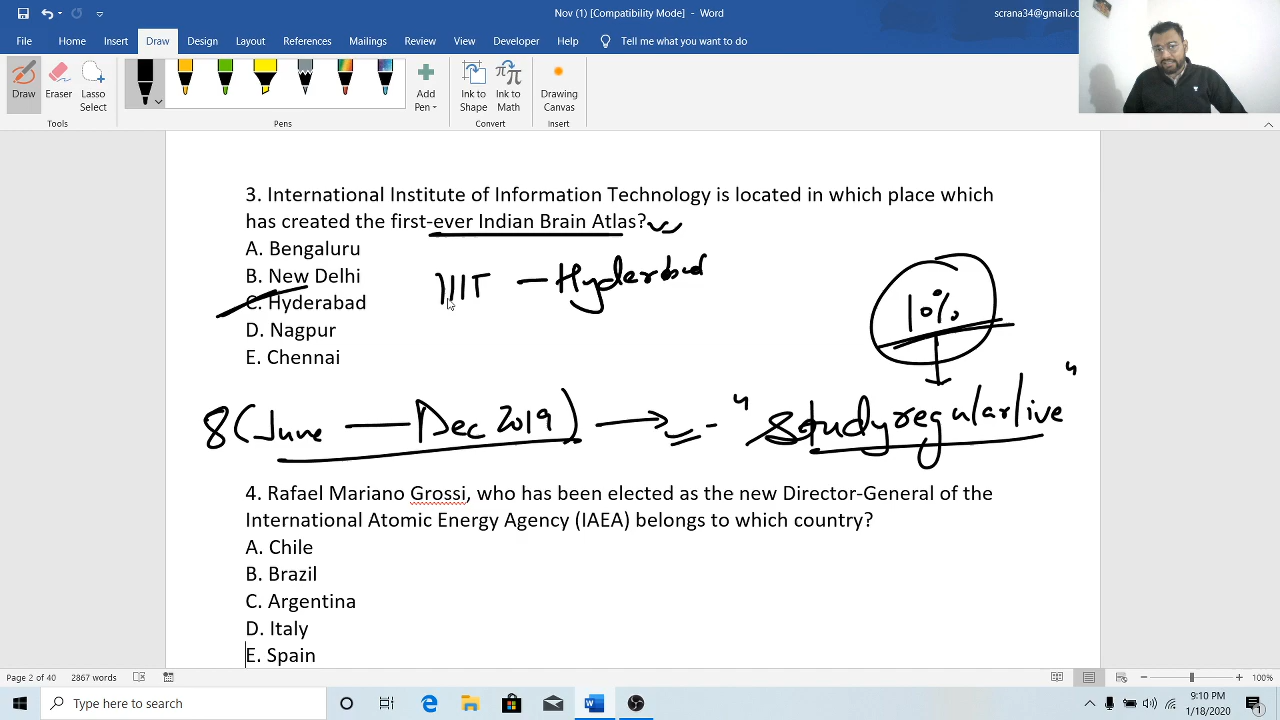 Nov (1) [Compatibility Mode] - Word
scrana34@gmail.co
File Home Insert Draw Design Layout References Mailings Review View Developer Help Tell me what you want to do
Draw Eraser Lasso Select Add Pen Ink to Shape Ink to Math Drawing Canvas
Tools Pens Convert Insert
3. International Institute of Information Technology is located in which place which
has created the first-ever Indian Brain Atlas?
A. Bengaluru
B. New Delhi
C. Hyderabad
D. Nagpur
E. Chennai
IIIT - Hyderabad
10%
8 (June — Dec 2019) → - "Studyregular/ive"
4. Rafael Mariano Grossi, who has been elected as the new Director-General of the
International Atomic Energy Agency (IAEA) belongs to which country?
A. Chile
B. Brazil
C. Argentina
D. Italy
E. Spain
Page 2 of 40 2867 words 100%
Type here to search
9:10 PM
1/18/2020